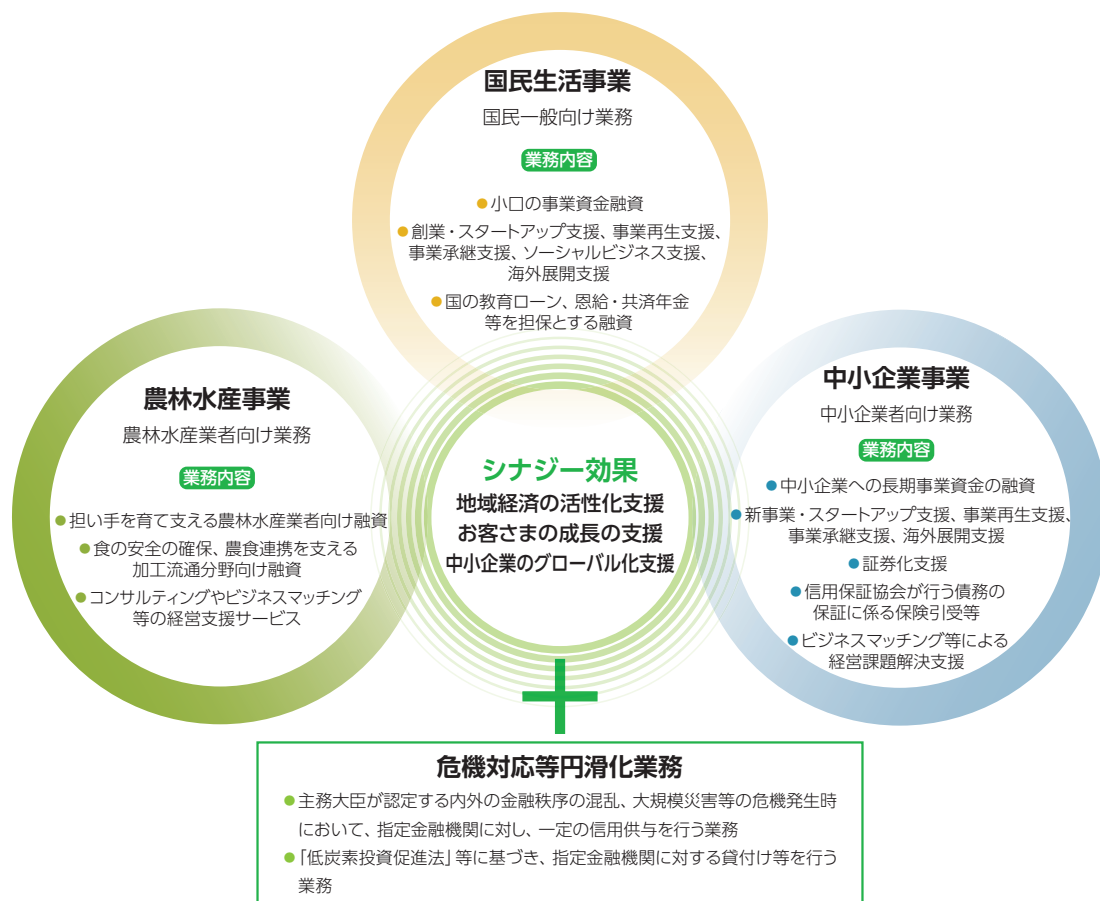 国民生活事業
国民一般向け業務
業務内容
●小口の事業資金融資
●創業・スタートアップ支援、事業再生支援、
事業承継支援、ソーシャルビジネス支援、
海外展開支援
●国の教育ローン、恩給・共済年金
等を担保とする融資
農林水産事業
農林水産業者向け業務
業務内容
●担い手を育て支える農林水産業者向け融資
●食の安全の確保、農食連携を支える
加工流通分野向け融資
●コンサルティングやビジネスマッチング
等の経営支援サービス
シナジー効果
地域経済の活性化支援
お客さまの成長の支援
中小企業のグローバル化支援
中小企業事業
中小企業者向け業務
業務内容
●中小企業への長期事業資金の融資
●新事業・スタートアップ支援、事業再生支援、
事業承継支援、海外展開支援
●証券化支援
●信用保証協会が行う債務の
保証に係る保険引受等
●ビジネスマッチング等による
経営課題解決支援
危機対応等円滑化業務
●主務大臣が認定する内外の金融秩序の混乱、大規模災害等の危機発生時
において、指定金融機関に対し、一定の信用供与を行う業務
●「低炭素投資促進法」等に基づき、指定金融機関に対する貸付け等を行う
業務